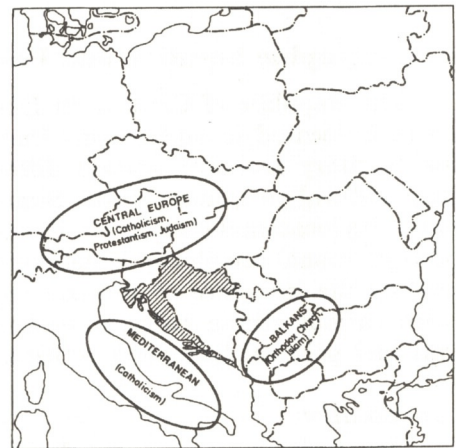 CENTRAL EUROPE
(Catholicism,
Protestantism, Judaism)
BALKANS
(Orthodox Church,
Islam)
MEDITERRANEAN
(Catholicism)